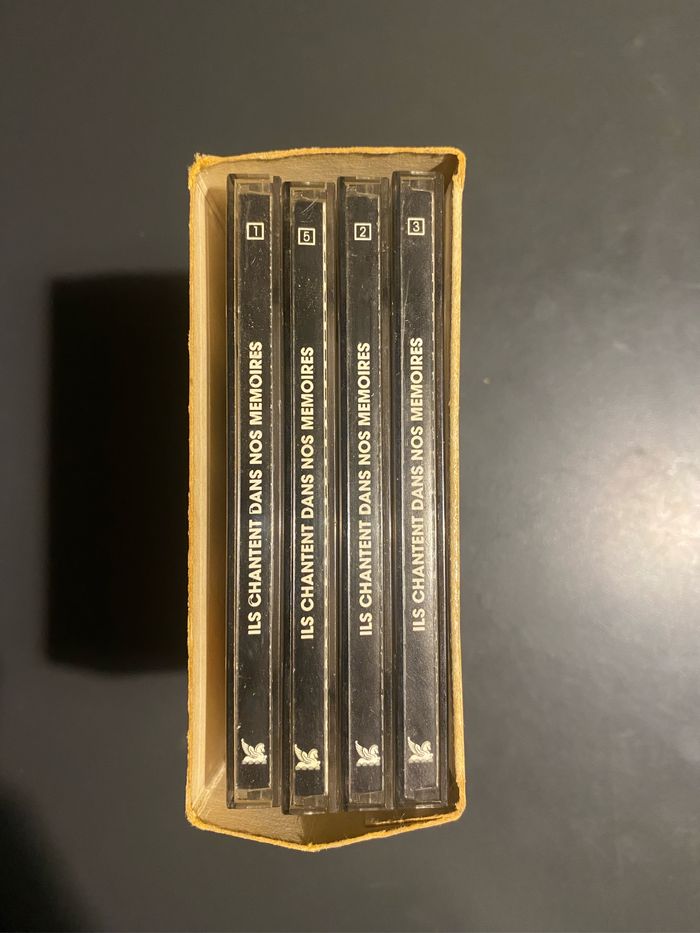 1
ILS CHANTENT DANS NOS MEMOIRES
5
ILS CHANTENT DANS NOS MEMOIRES
2
ILS CHANTENT DANS NOS MEMOIRES
3
ILS CHANTENT DANS NOS MEMOIRES